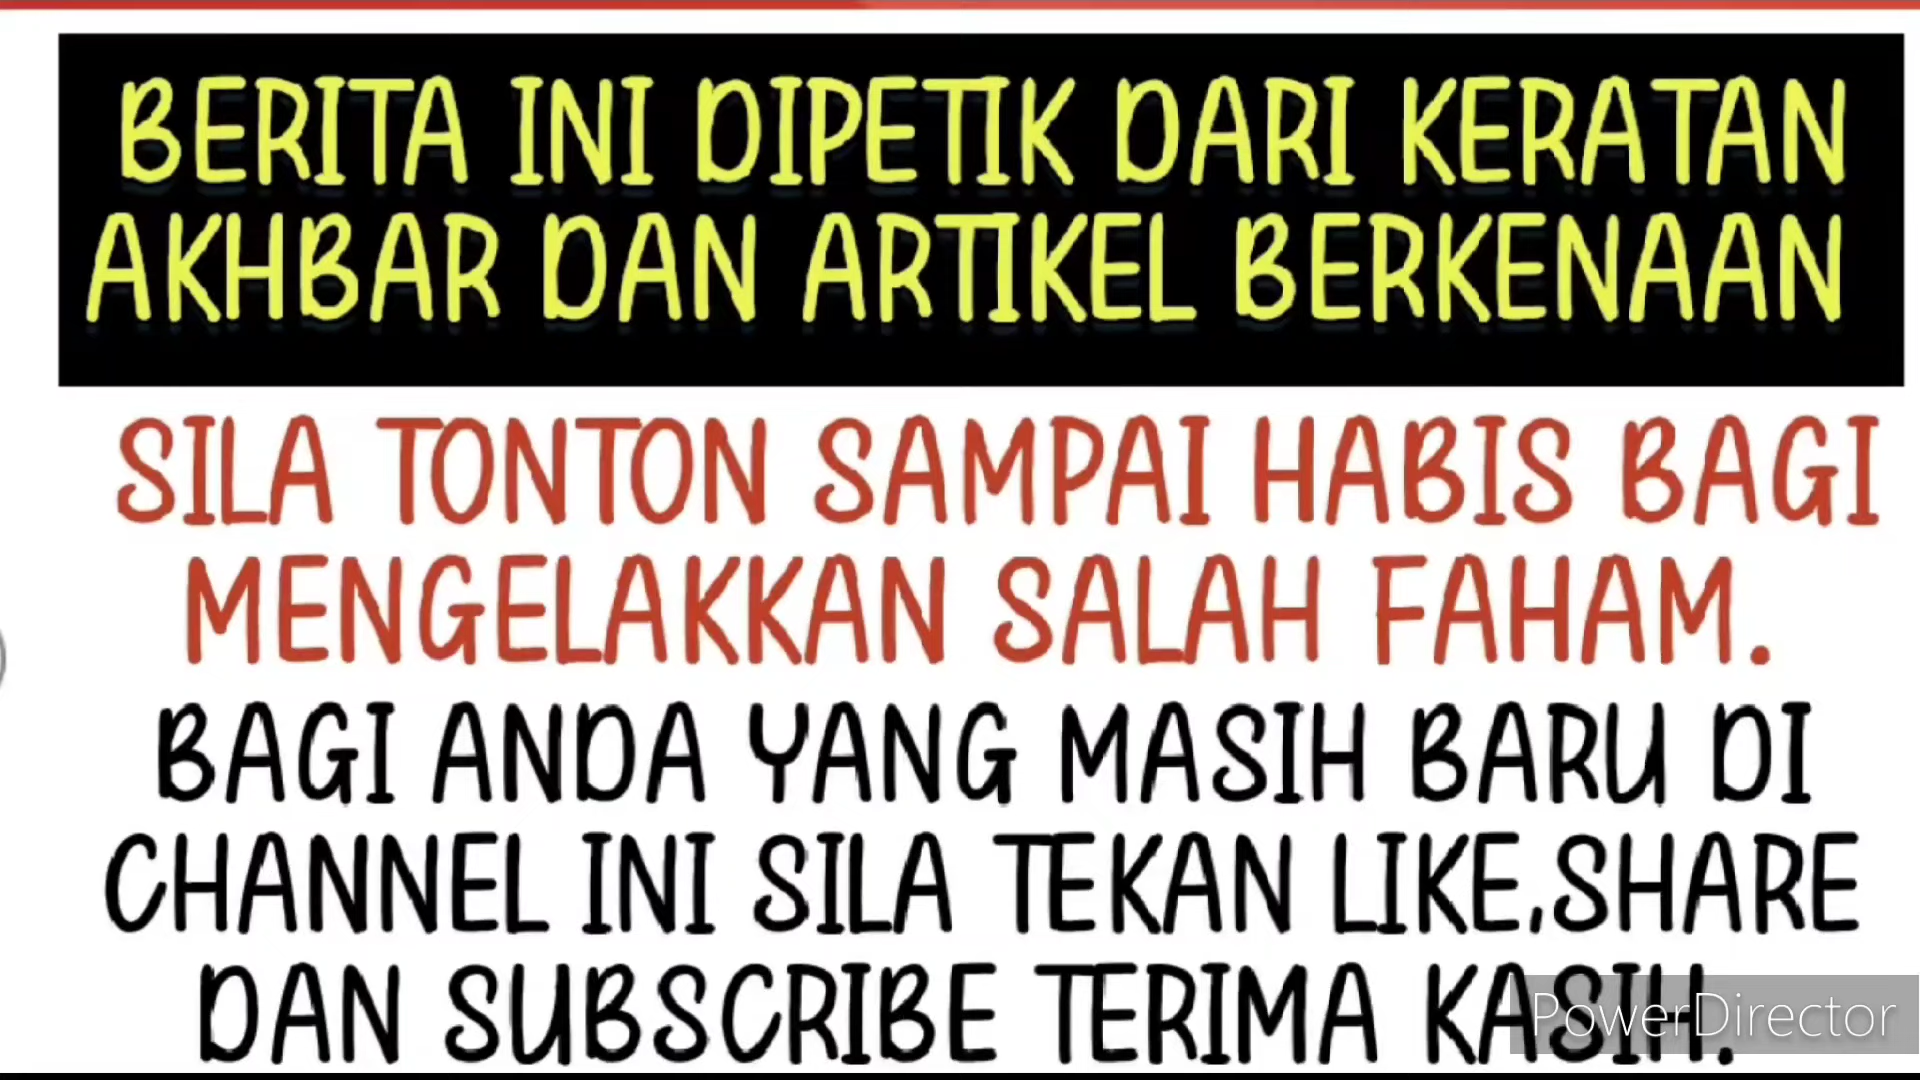 BERITA INI DIPETIK DARI KERATAN
AKHBAR DAN ARTIKEL BERKENAAN
SILA TONTON SAMPAI HABIS BAGI
MENGELAKKAN SALAH FAHAM.
BAGI ANDA YANG MASIH BARU DI
CHANNEL INI SILA TEKAN LIKE,SHARE
DAN SUBSCRIBE TERIMA KASIH.
PowerDirector